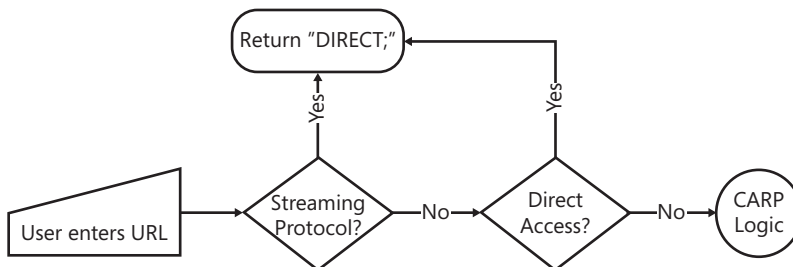 Return “DIRECT;”
Yes
Yes
User enters URL
Streaming
Protocol?
No
Direct
Access?
No
CARP
Logic